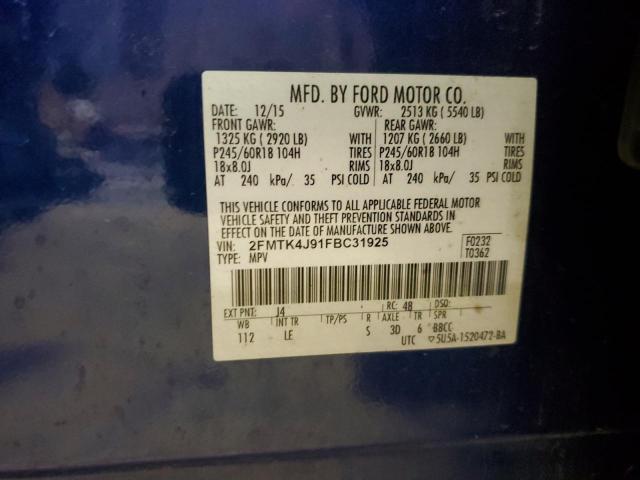 MFD. BY FORD MOTOR CO.
DATE: 12/15 GVWR: 2513 KG ( 5540 LB)
FRONT GAWR: REAR GAWR:
1325 KG ( 2920 LB) WITH 1207 KG ( 2660 LB) WITH
P245/60R18 104H TIRES P245/60R18 104H TIRES
18x8.0J RIMS 18x8.0J RIMS
AT 240 kPa/ 35 PSI COLD AT 240 kPa/ 35 PSI COLD
THIS VEHICLE CONFORMS TO ALL APPLICABLE FEDERAL MOTOR
VEHICLE SAFETY AND THEFT PREVENTION STANDARDS IN
EFFECT ON THE DATE OF MANUFACTURE SHOWN ABOVE.
VIN: 2FMTK4J91FBC31925 F0232
TYPE: MPV T0362
EXT PNT: J4 RC: 48 DSO:
WB INT TR TP/PS R AXLE TR SPR
112 LE S 3D 6 BBCC
UTC ▽5U5A-1520472-BA